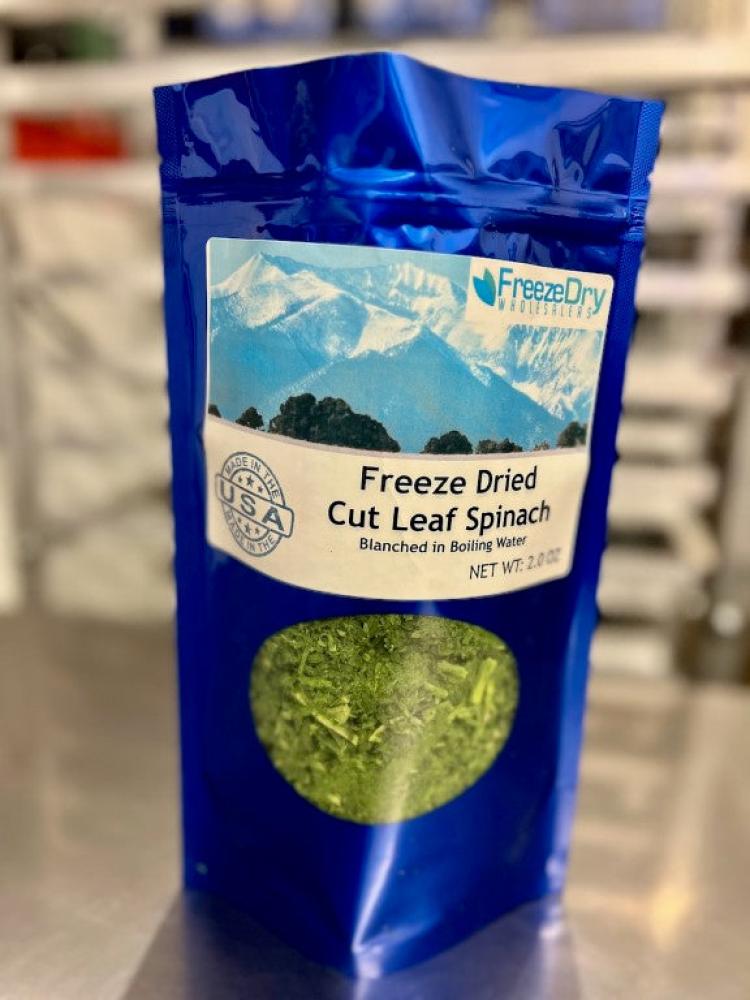 FreezeDry
WHOLESALERS
MADE IN THE
USA
MADE IN THE
Freeze Dried
Cut Leaf Spinach
Blanched in Boiling Water
NET WT: 2.0 OZ